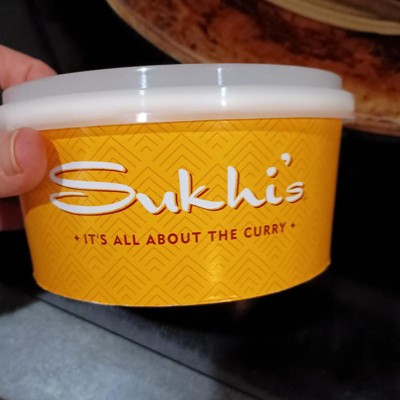 Sukhi's
• IT'S ALL ABOUT THE CURRY •